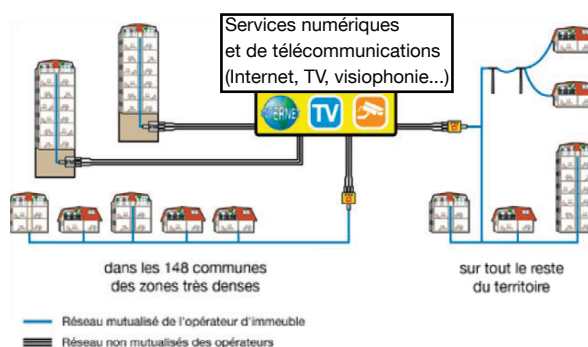 Services numériques
et de télécommunications
(Internet, TV, visiophonie...)
TV
dans les 148 communes
des zones très denses
sur tout le reste
du territoire
Réseau mutualisé de l'opérateur d'immeuble
Réseau non mutualisés des opérateurs